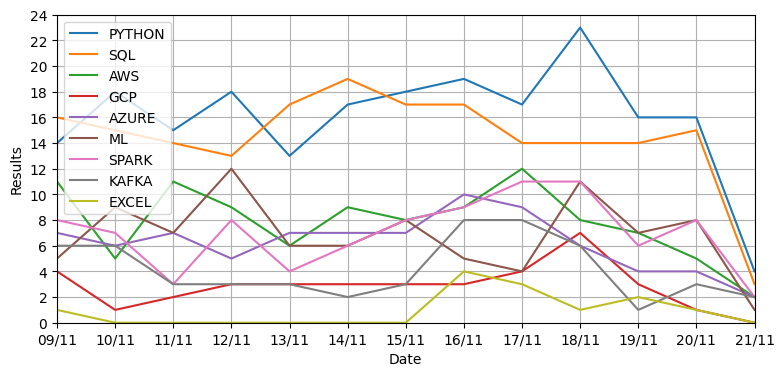 24
22
20
18
16
14
12
10
8
6
4
2
0
Results
PYTHON
SQL
AWS
GCP
AZURE
ML
SPARK
KAFKA
EXCEL
09/11 10/11 11/11 12/11 13/11 14/11 15/11 16/11 17/11 18/11 19/11 20/11 21/11
Date